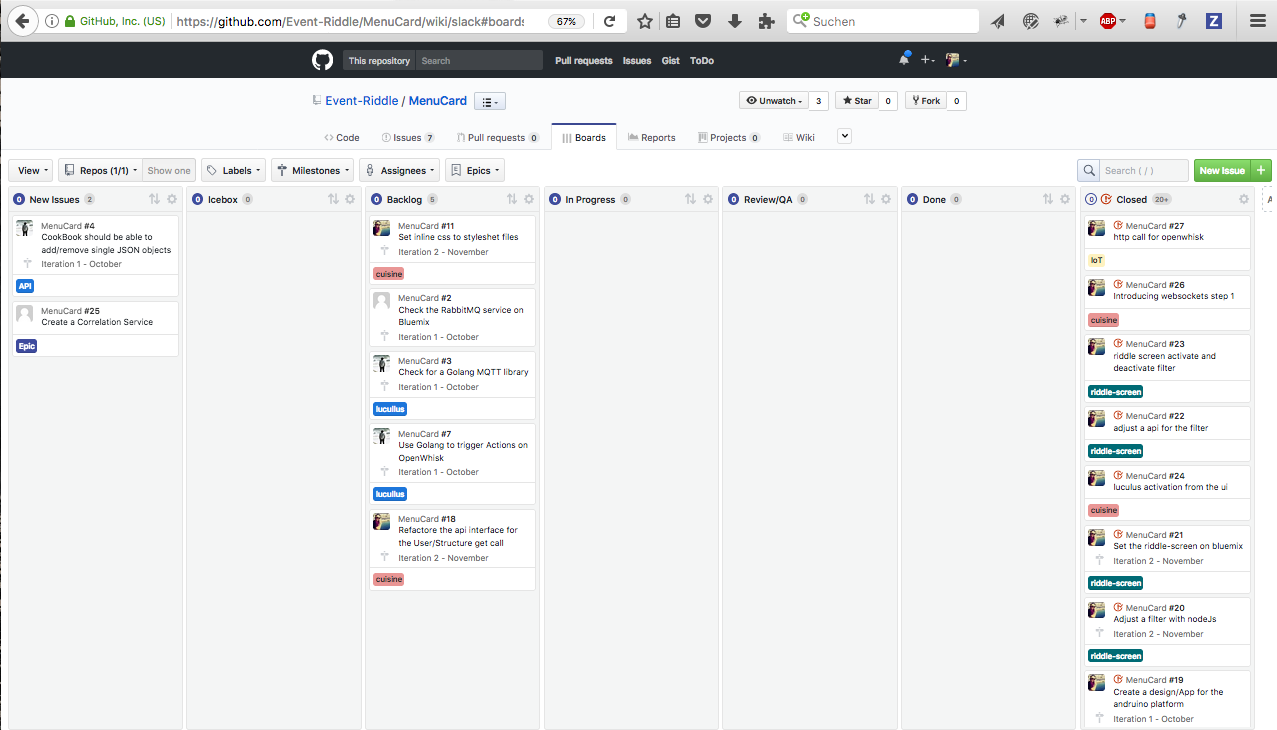 GitHub, Inc. (US)
https://github.com/Event-Riddle/MenuCard/wiki/slack#boards
67%
Suchen
ABP
Z
This repository
Search
Pull requests
Issues
Gist
ToDo
Event-Riddle / MenuCard
Unwatch
3
Star
0
Fork
0
Code
Issues 7
Pull requests 0
Boards
Reports
Projects 0
Wiki
View
Repos (1/1)
Show one
Labels
Milestones
Assignees
Epics
Search ( / )
New Issue +
0 New Issues 2
MenuCard #4
CookBook should be able to
add/remove single JSON objects
Iteration 1 - October
API
MenuCard #25
Create a Correlation Service
Epic
0 Icebox 0
0 Backlog 5
MenuCard #11
Set inline css to styleshet files
Iteration 2 - November
cuisine
MenuCard #2
Check the RabbitMQ service on
Bluemix
Iteration 1 - October
MenuCard #3
Check for a Golang MQTT library
Iteration 1 - October
lucullus
MenuCard #7
Use Golang to trigger Actions on
OpenWhisk
Iteration 1 - October
lucullus
MenuCard #18
Refactore the api interface for
the User/Structure get call
Iteration 2 - November
cuisine
0 In Progress 0
0 Review/QA 0
0 Done 0
0 Closed 20+
MenuCard #27
http call for openwhisk
IoT
MenuCard #26
Introducing websockets step 1
cuisine
MenuCard #23
riddle screen activate and
deactivate filter
riddle-screen
MenuCard #22
adjust a api for the filter
riddle-screen
MenuCard #24
luculus activation from the ui
cuisine
MenuCard #21
Set the riddle-screen on bluemix
Iteration 2 - November
riddle-screen
MenuCard #20
Adjust a filter with nodeJs
Iteration 2 - November
riddle-screen
MenuCard #19
Create a design/App for the
andruino platform
Iteration 1 - October